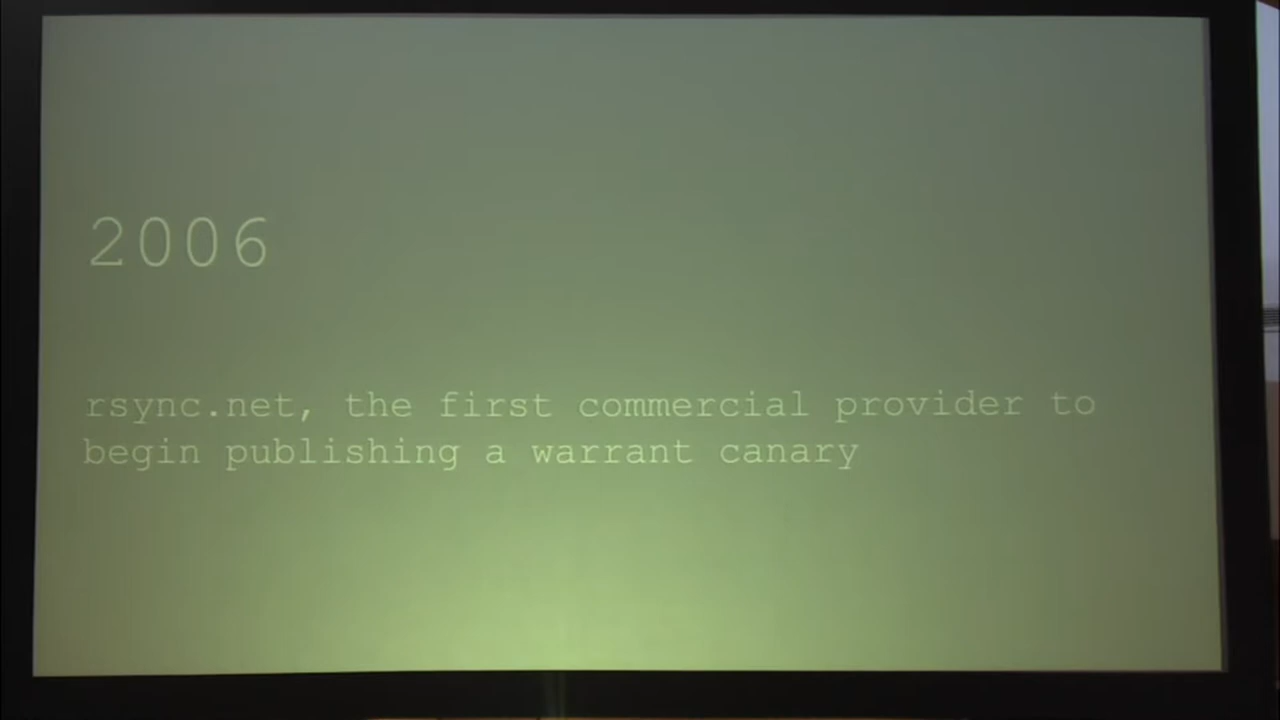 2006
rsync.net, the first commercial provider to
begin publishing a warrant canary